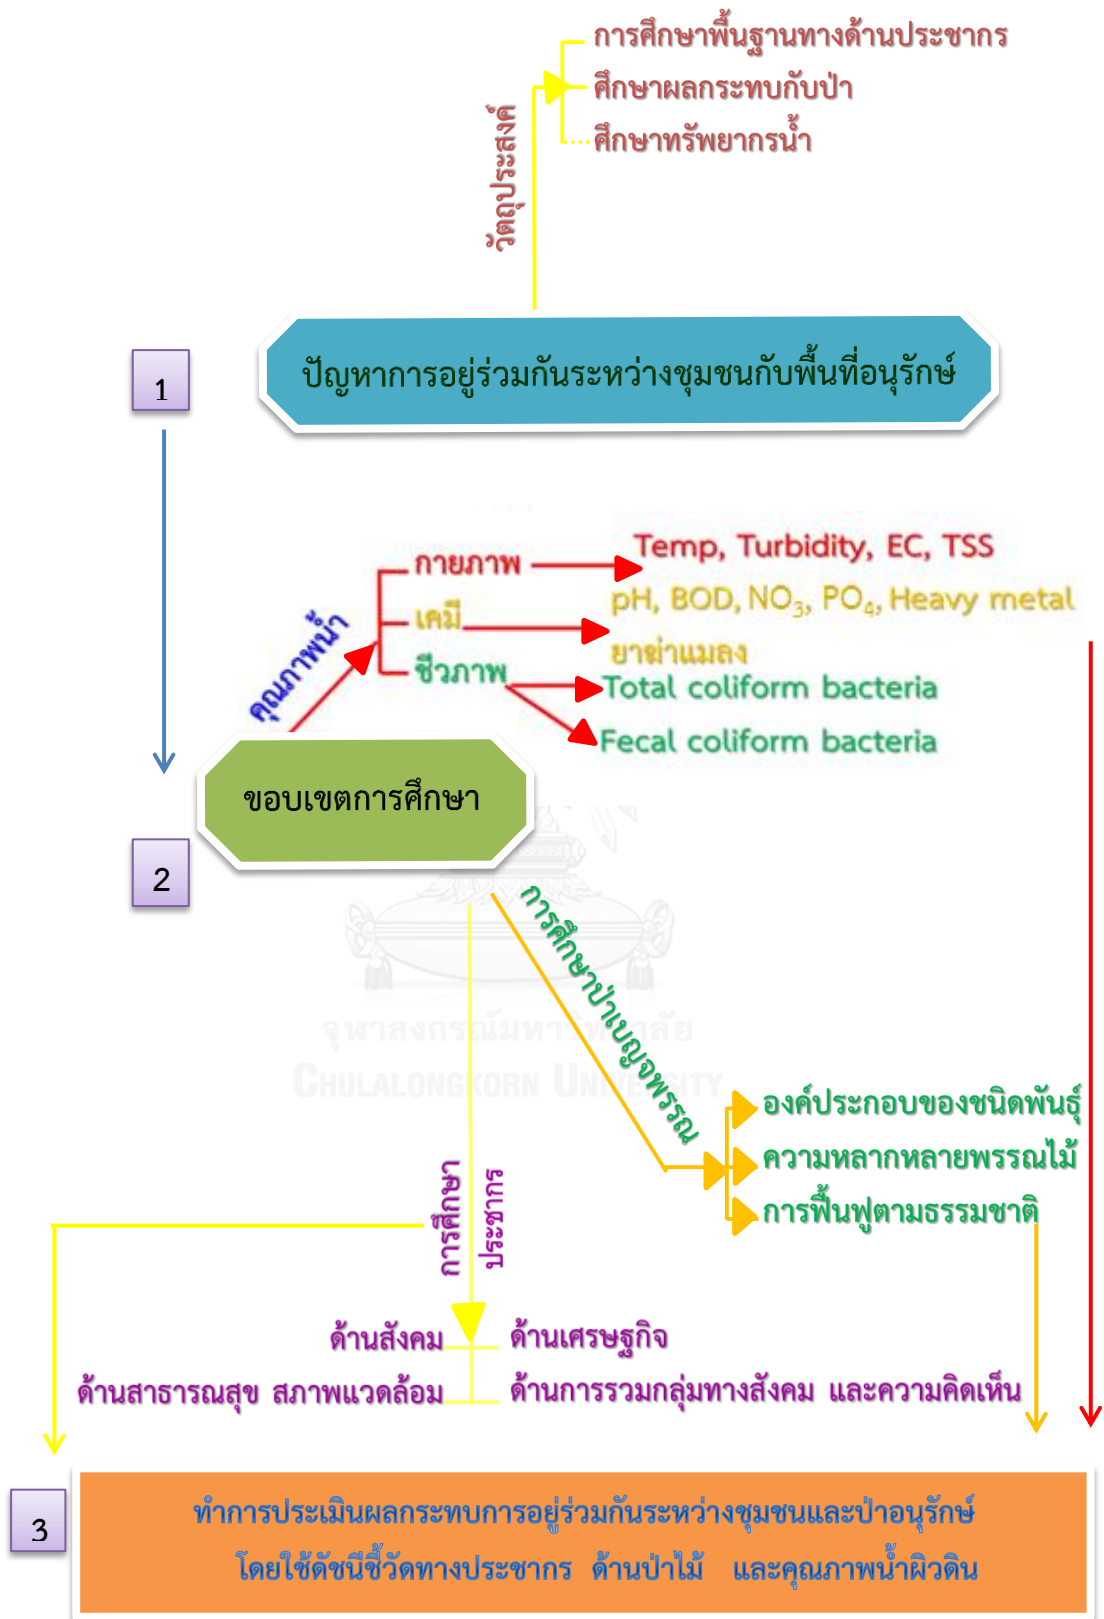 การศึกษาพื้นฐานทางด้านประชากร
ศึกษาผลกระทบกับป่า
ศึกษาทรัพยากรน้ำ
วัตถุประสงค์
1
ปัญหาการอยู่ร่วมกันระหว่างชุมชนกับพื้นที่อนุรักษ์
คุณภาพน้ำ
กายภาพ
Temp, Turbidity, EC, TSS
เคมี
pH, BOD, NO3, PO4, Heavy metal
ยาฆ่าแมลง
ชีวภาพ
Total coliform bacteria
Fecal coliform bacteria
ขอบเขตการศึกษา
2
การศึกษาป่าเบญจพรรณ
จุฬาลงกรณ์มหาวิทยาลัย
CHULALONGKORN UNIVERSITY
องค์ประกอบของชนิดพันธุ์
ความหลากหลายพรรณไม้
การฟื้นฟูตามธรรมชาติ
การศึกษา
ประชากร
ด้านสังคม
ด้านเศรษฐกิจ
ด้านสาธารณสุข สภาพแวดล้อม
ด้านการรวมกลุ่มทางสังคม และความคิดเห็น
3
ทำการประเมินผลกระทบการอยู่ร่วมกันระหว่างชุมชนและป่าอนุรักษ์
โดยใช้ดัชนีชี้วัดทางประชากร ด้านป่าไม้ และคุณภาพน้ำผิวดิน